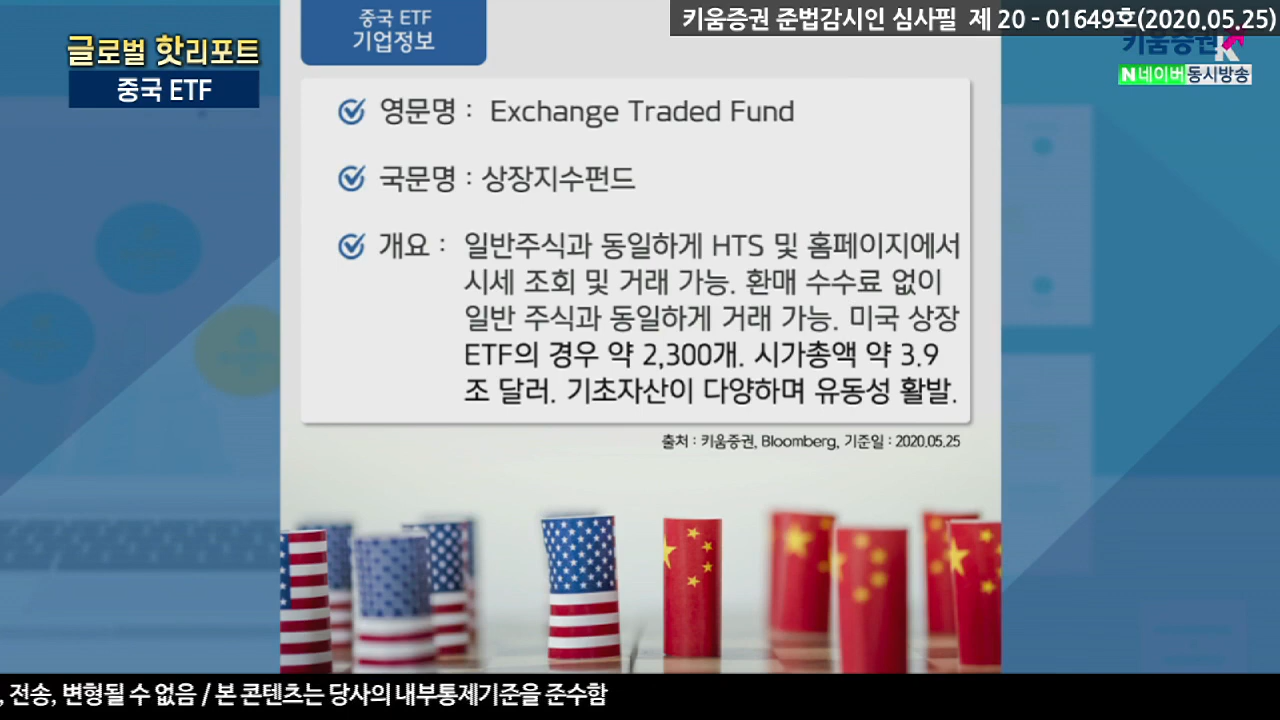 키움증권 준법감시인 심사필 제 20 - 01649호(2020.05.25)
키움증권
N 네이버 동시방송
글로벌 핫리포트
중국 ETF
중국 ETF
기업정보
영문명 : Exchange Traded Fund
국문명 : 상장지수펀드
개요 : 일반주식과 동일하게 HTS 및 홈페이지에서
시세 조회 및 거래 가능. 환매 수수료 없이
일반 주식과 동일하게 거래 가능. 미국 상장
ETF의 경우 약 2,300개. 시가총액 약 3.9
조 달러. 기초자산이 다양하며 유동성 활발.
출처 : 키움증권, Bloomberg, 기준일 : 2020.05.25
, 전송, 변형될 수 없음 / 본 콘텐츠는 당사의 내부통제기준을 준수함